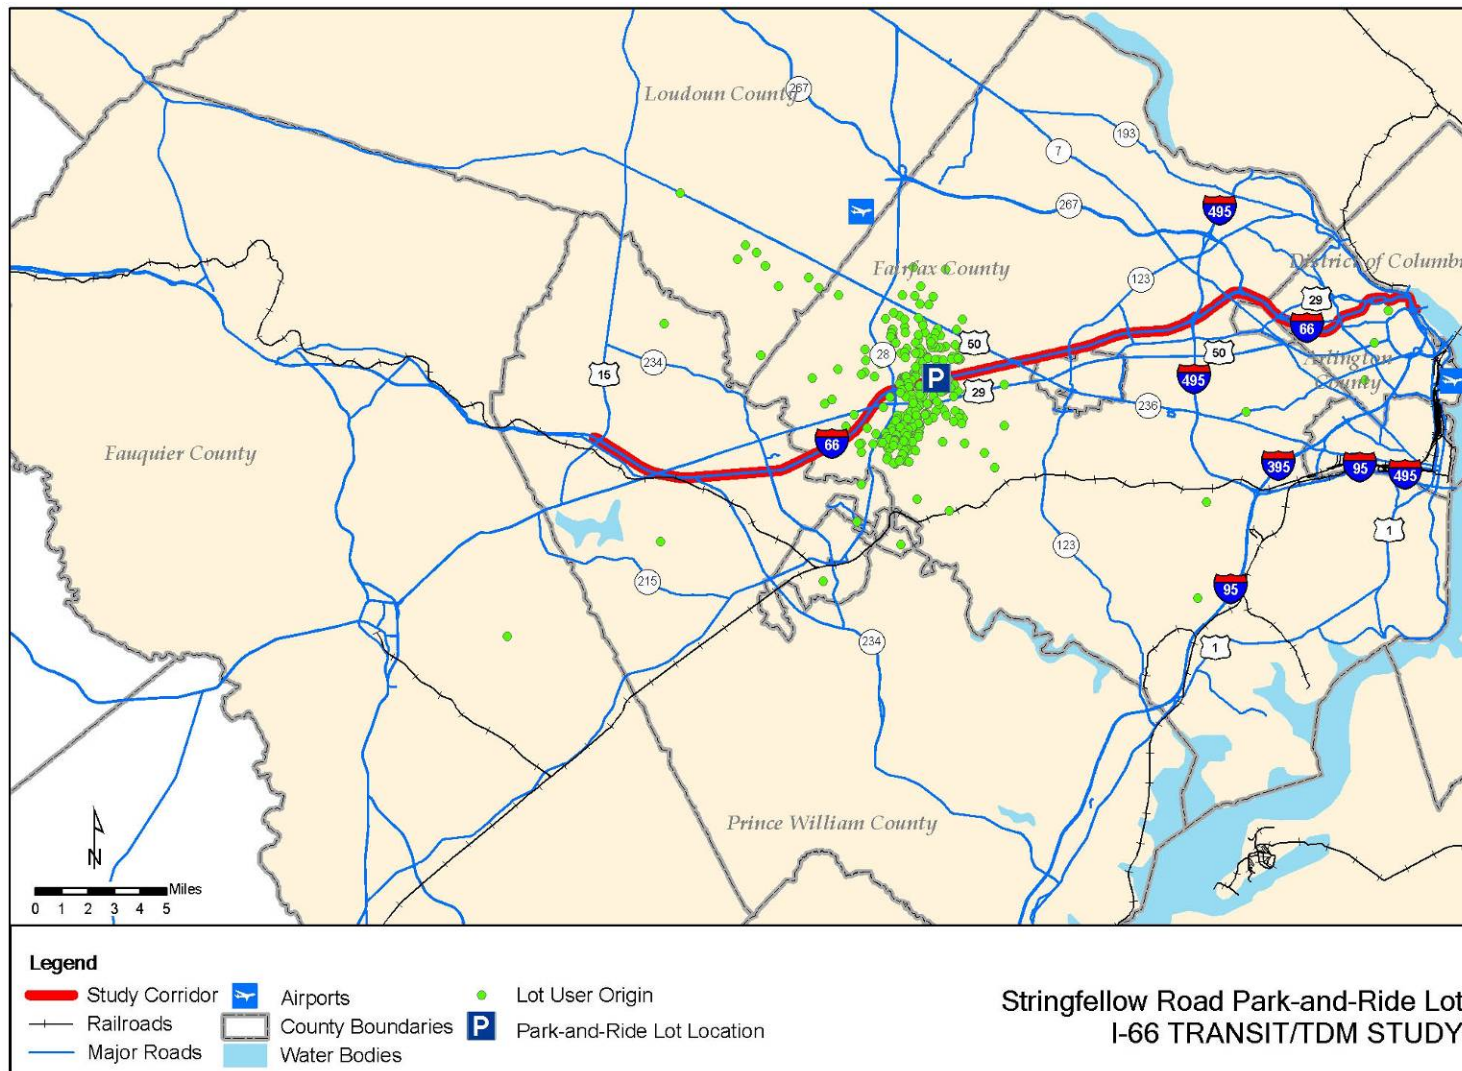 Loudoun County
267
193
7
267
495
Fairfax County
District of Columb
123
29
66
50
50
28
234
15
Arlington
County
P
29
495
236
66
Fauquier County
395
95
495
1
123
215
95
234
1
Prince William County
N
Miles
0 1 2 3 4 5
Legend
Study Corridor
Airports
Lot User Origin
Railroads
County Boundaries
P
Park-and-Ride Lot Location
Major Roads
Water Bodies
Stringfellow Road Park-and-Ride Lot
I-66 TRANSIT/TDM STUDY